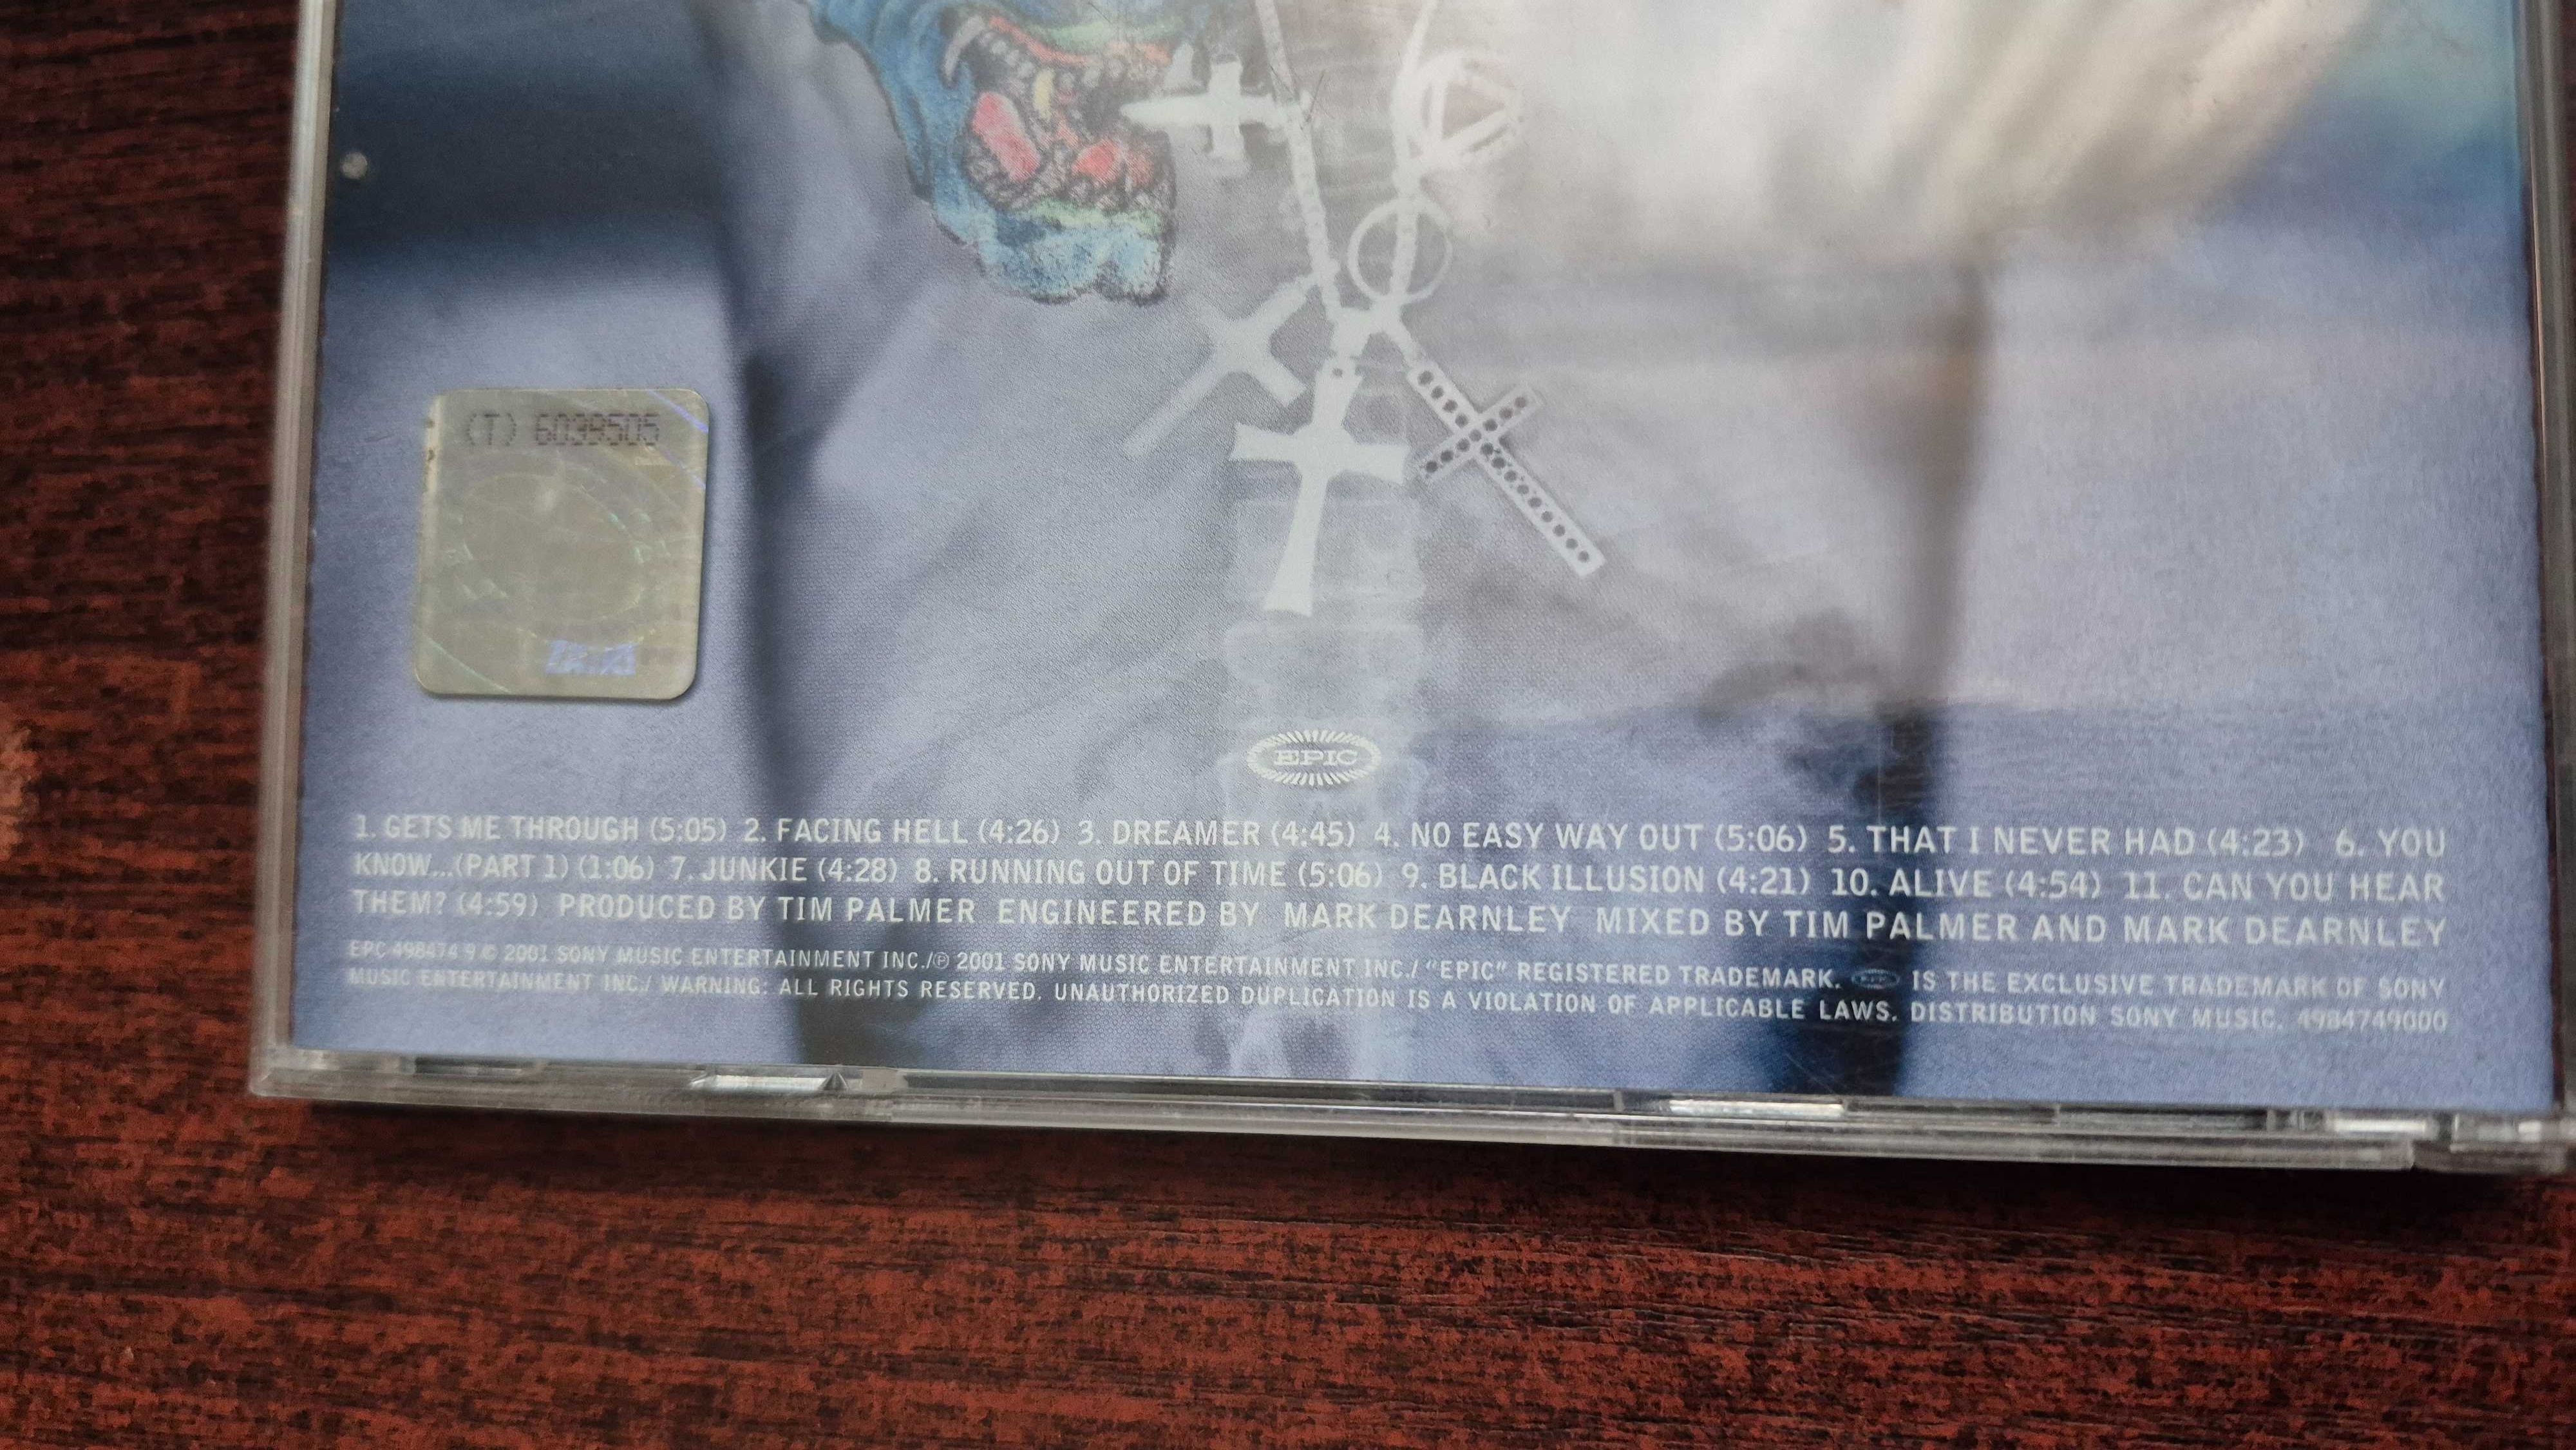 (T) 6039505
EPIC
1. GETS ME THROUGH (5:05) 2. FACING HELL (4:26) 3. DREAMER (4:45) 4. NO EASY WAY OUT (5:06) 5. THAT I NEVER HAD (4:23) 6. YOU
KNOW...(PART 1) (1:06) 7. JUNKIE (4:28) 8. RUNNING OUT OF TIME (5:06) 9. BLACK ILLUSION (4:21) 10. ALIVE (4:54) 11. CAN YOU HEAR
THEM? (4:59) PRODUCED BY TIM PALMER ENGINEERED BY MARK DEARNLEY MIXED BY TIM PALMER AND MARK DEARNLEY
EPC 498474 9 © 2001 SONY MUSIC ENTERTAINMENT INC./℗ 2001 SONY MUSIC ENTERTAINMENT INC./ "EPIC" REGISTERED TRADEMARK. EPIC IS THE EXCLUSIVE TRADEMARK OF SONY
MUSIC ENTERTAINMENT INC./ WARNING: ALL RIGHTS RESERVED. UNAUTHORIZED DUPLICATION IS A VIOLATION OF APPLICABLE LAWS. DISTRIBUTION SONY MUSIC. 4984749000